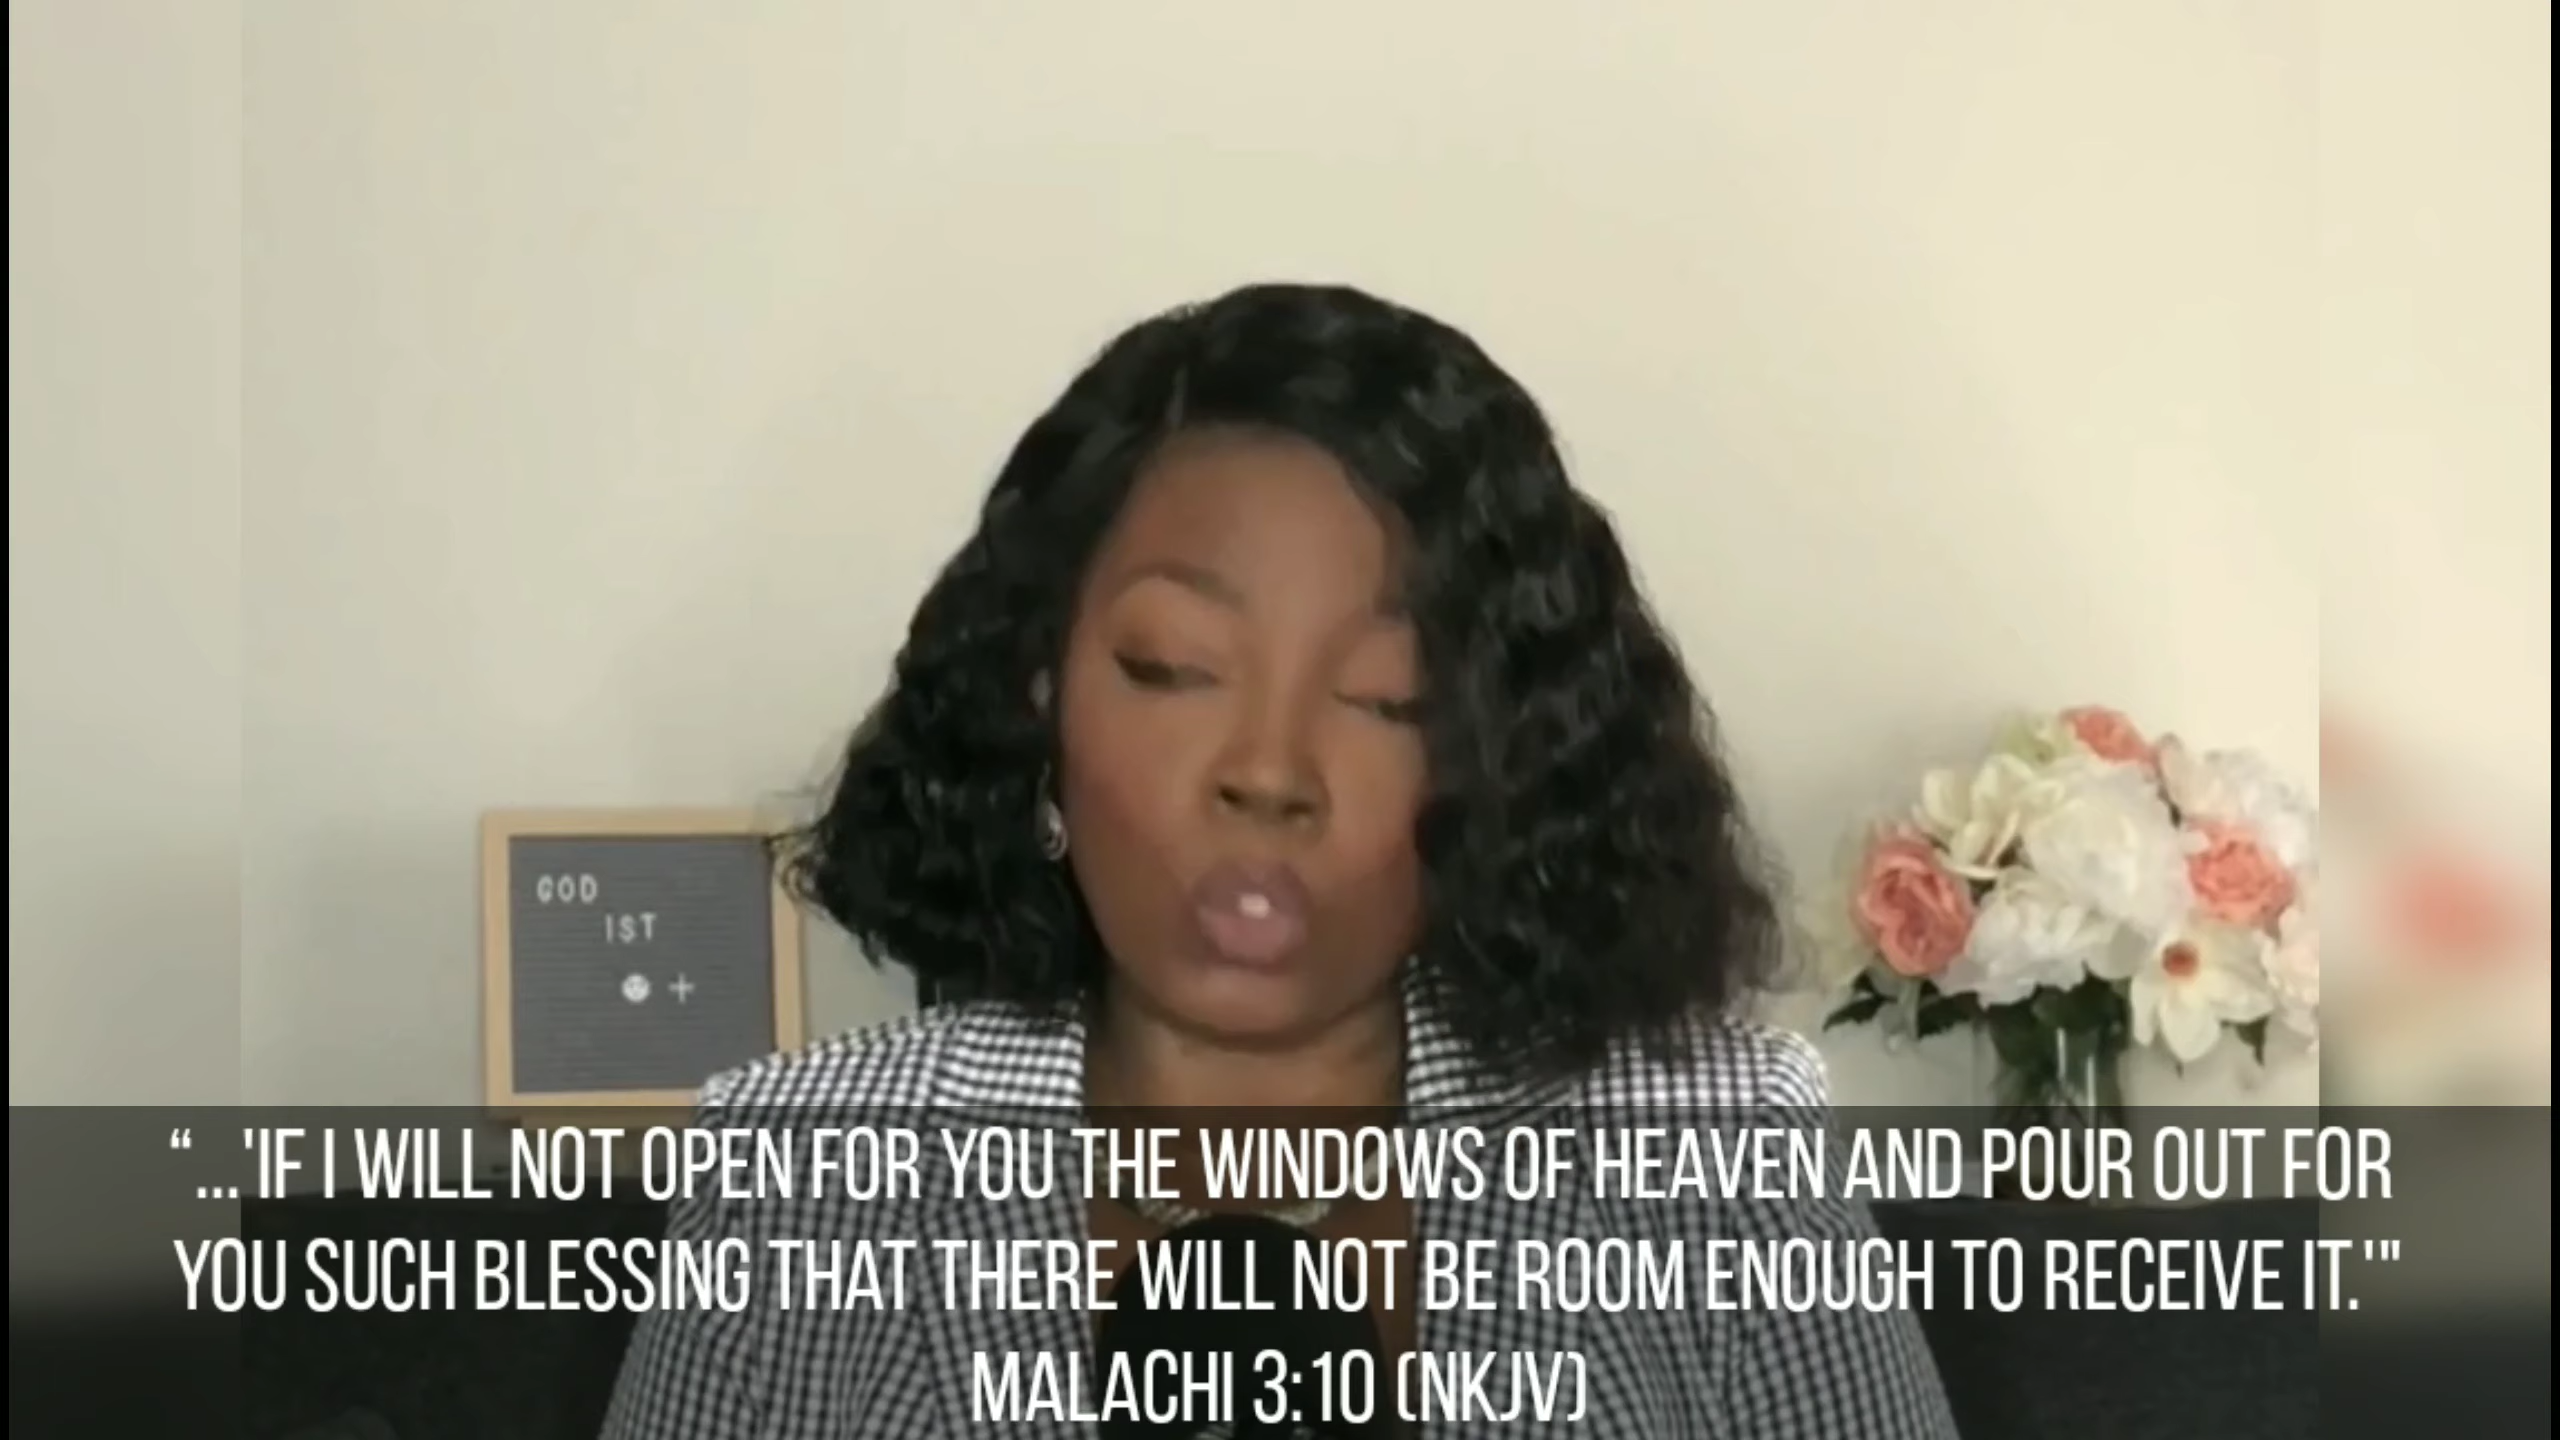 GOD
IST
+
“...'IF I WILL NOT OPEN FOR YOU THE WINDOWS OF HEAVEN AND POUR OUT FOR
YOU SUCH BLESSING THAT THERE WILL NOT BE ROOM ENOUGH TO RECEIVE IT.'"
MALACHI 3:10 (NKJV)